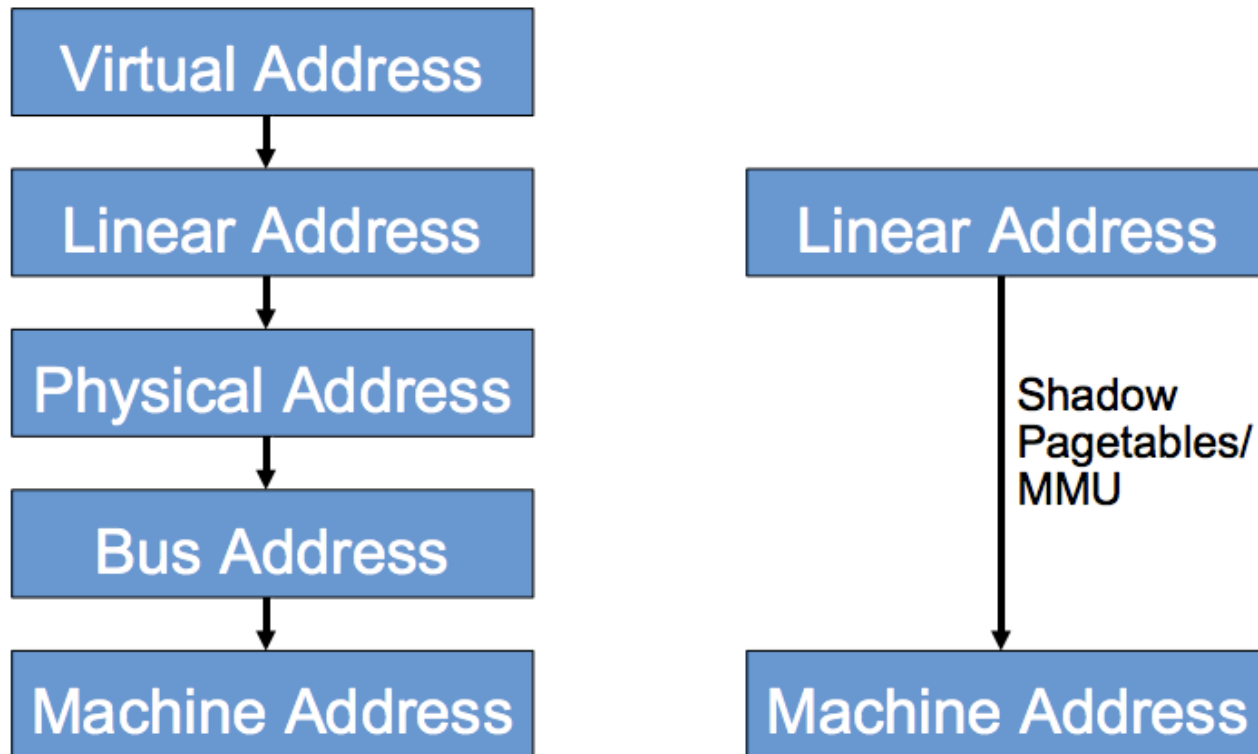 Virtual Address
Linear Address
Physical Address
Bus Address
Machine Address
Linear Address
Shadow
Pagetables/
MMU
Machine Address